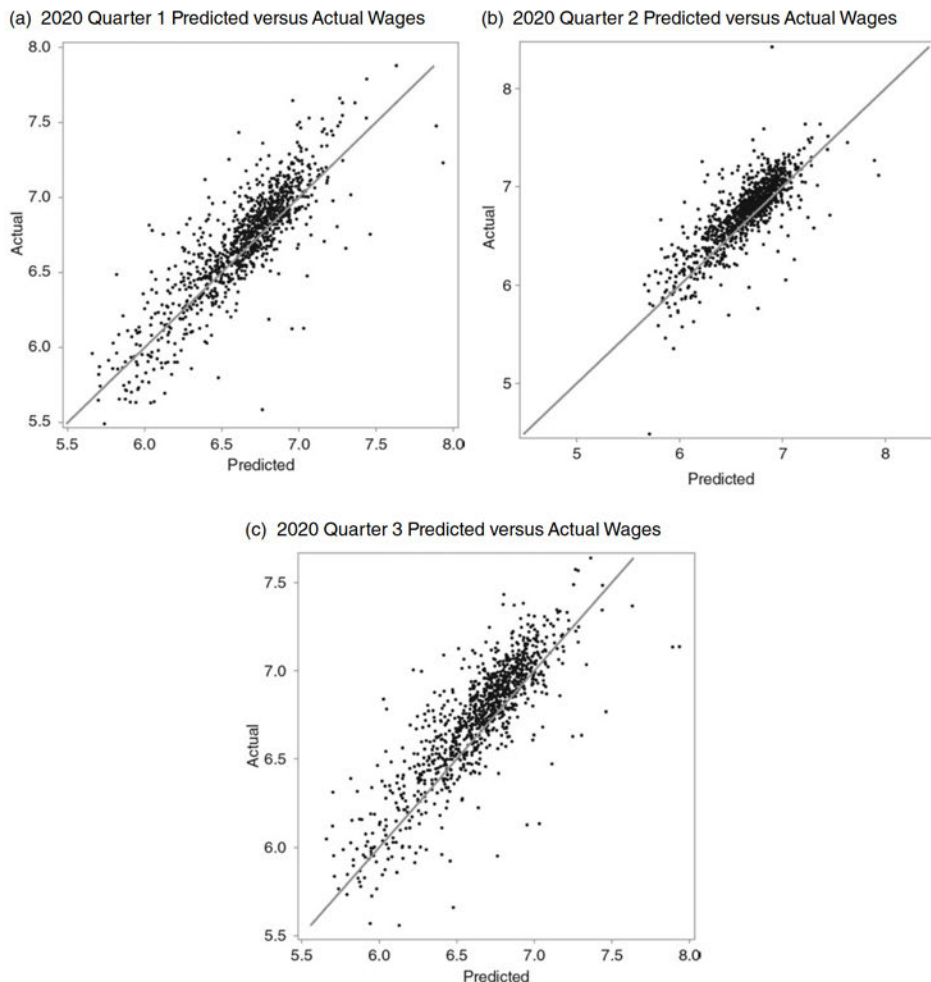 (a) 2020 Quarter 1 Predicted versus Actual Wages
8.0
7.5
7.0
6.5
6.0
5.5
Actual
5.5 6.0 6.5 7.0 7.5 8.0
Predicted
(b) 2020 Quarter 2 Predicted versus Actual Wages
8
7
6
5
Actual
5 6 7 8
Predicted
(c) 2020 Quarter 3 Predicted versus Actual Wages
7.5
7.0
6.5
6.0
5.5
Actual
5.5 6.0 6.5 7.0 7.5 8.0
Predicted